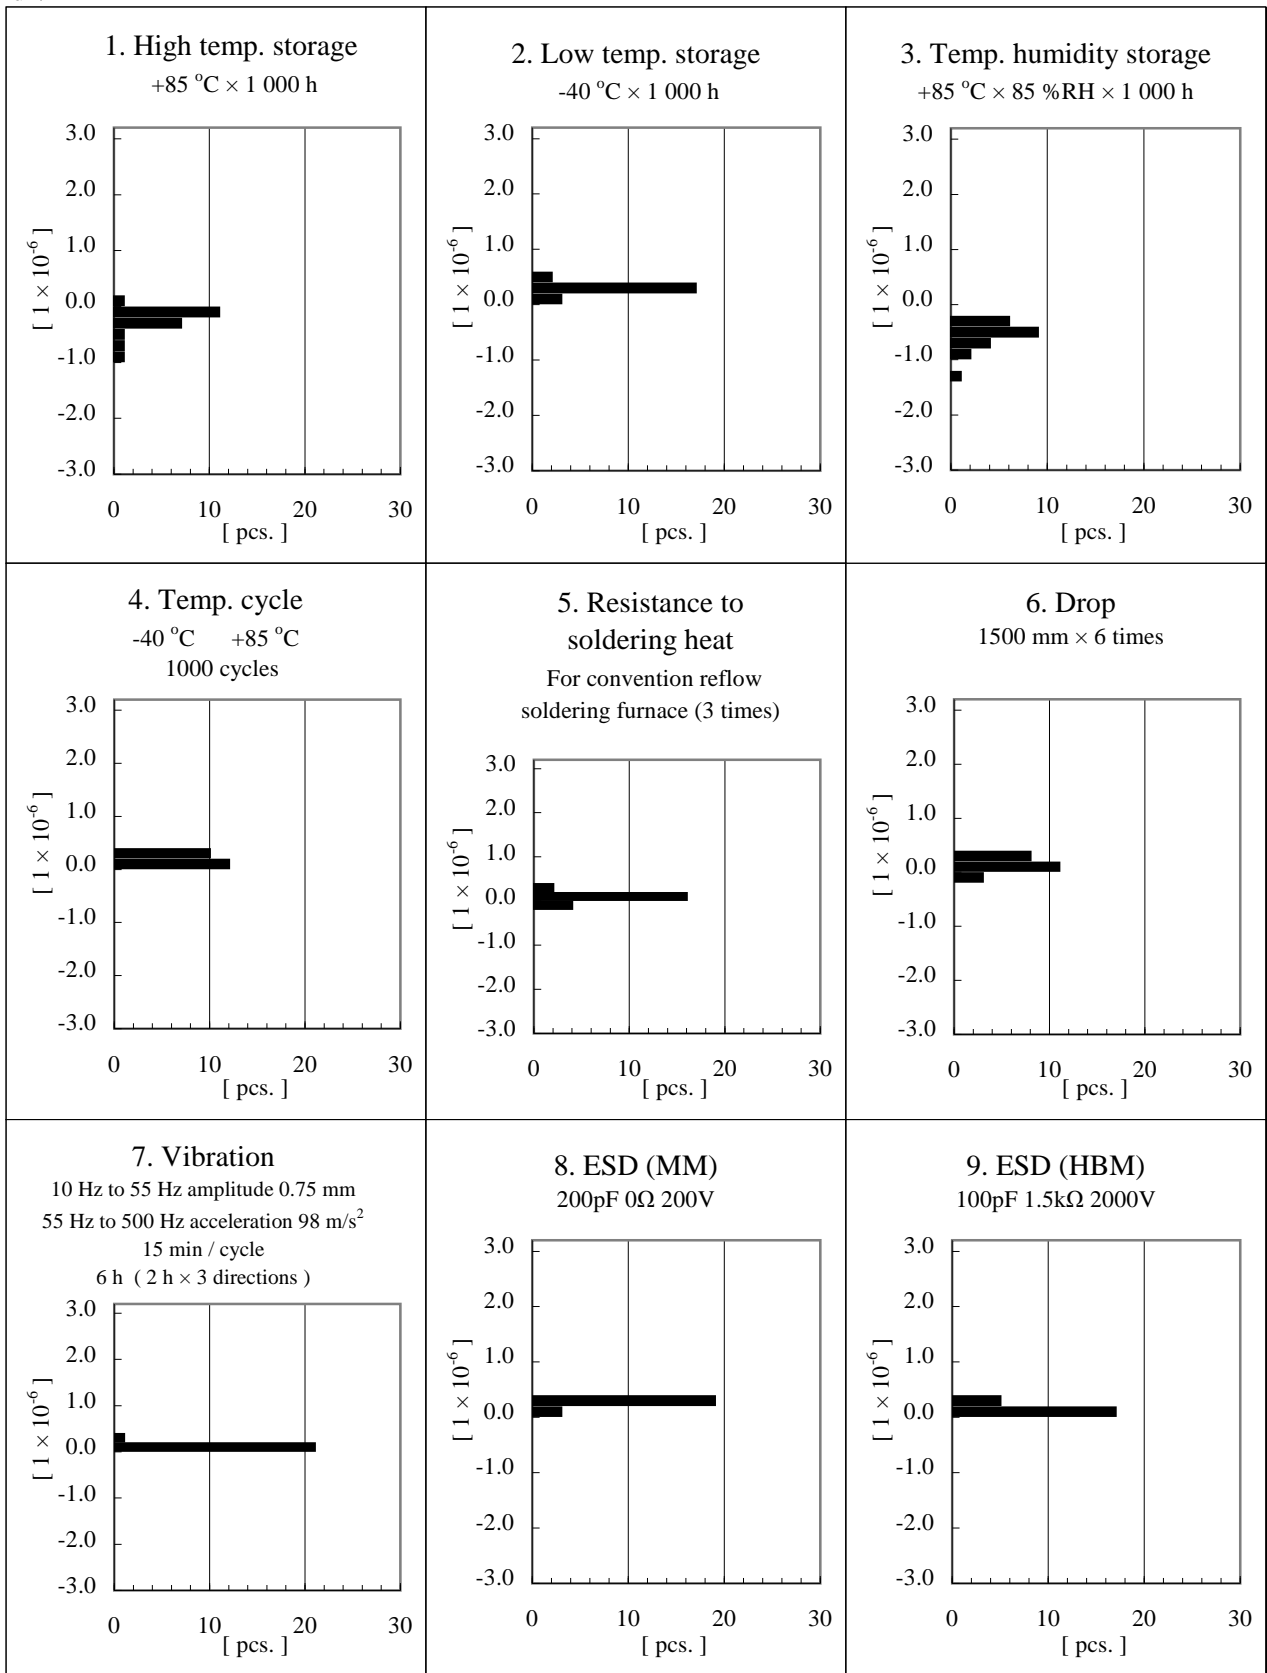 1. High temp. storage
+85 °C × 1 000 h
3.0
2.0
1.0
0.0
-1.0
-2.0
-3.0
[ 1 × 10-6 ]
0 10 20 30
[ pcs. ]
2. Low temp. storage
-40 °C × 1 000 h
3.0
2.0
1.0
0.0
-1.0
-2.0
-3.0
[ 1 × 10-6 ]
0 10 20 30
[ pcs. ]
3. Temp. humidity storage
+85 °C × 85 %RH × 1 000 h
3.0
2.0
1.0
0.0
-1.0
-2.0
-3.0
[ 1 × 10-6 ]
0 10 20 30
[ pcs. ]
4. Temp. cycle
-40 °C +85 °C
1000 cycles
3.0
2.0
1.0
0.0
-1.0
-2.0
-3.0
[ 1 × 10-6 ]
0 10 20 30
[ pcs. ]
5. Resistance to
soldering heat
For convention reflow
soldering furnace (3 times)
3.0
2.0
1.0
0.0
-1.0
-2.0
-3.0
[ 1 × 10-6 ]
0 10 20 30
[ pcs. ]
6. Drop
1500 mm × 6 times
3.0
2.0
1.0
0.0
-1.0
-2.0
-3.0
[ 1 × 10-6 ]
0 10 20 30
[ pcs. ]
7. Vibration
10 Hz to 55 Hz amplitude 0.75 mm
55 Hz to 500 Hz acceleration 98 m/s2
15 min / cycle
6 h ( 2 h × 3 directions )
3.0
2.0
1.0
0.0
-1.0
-2.0
-3.0
[ 1 × 10-6 ]
0 10 20 30
[ pcs. ]
8. ESD (MM)
200pF 0Ω 200V
3.0
2.0
1.0
0.0
-1.0
-2.0
-3.0
[ 1 × 10-6 ]
0 10 20 30
[ pcs. ]
9. ESD (HBM)
100pF 1.5kΩ 2000V
3.0
2.0
1.0
0.0
-1.0
-2.0
-3.0
[ 1 × 10-6 ]
0 10 20 30
[ pcs. ]